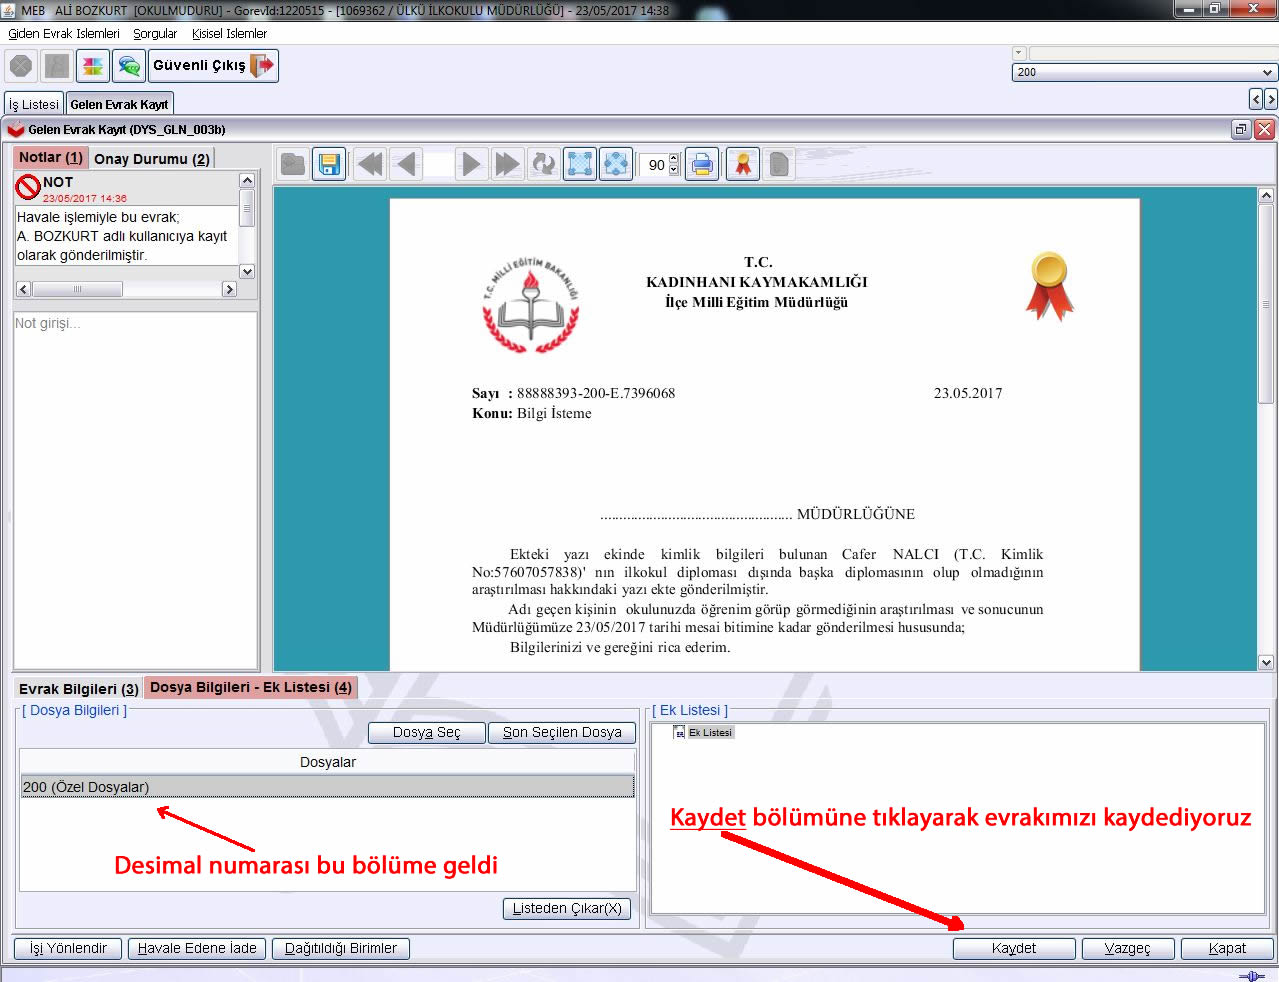 MEB   ALİ BOZKURT  [OKULMUDURU] - GorevId:1220515 - [1069362 / ÜLKÜ İLKOKULU MÜDÜRLÜĞÜ] - 23/05/2017 14:38
Giden Evrak Islemleri   Sorgular   Kisisel Islemler
Güvenli Çıkış
200
İş Listesi   Gelen Evrak Kayıt
Gelen Evrak Kayıt (DYS_GLN_003b)
Notlar (1)   Onay Durumu (2)
90
NOT
23/05/2017 14:36
Havale işlemiyle bu evrak;
A. BOZKURT adlı kullanıcıya kayıt
olarak gönderilmiştir.
Not girişi...
T.C. MİLLİ EĞİTİM BAKANLIĞI
T.C.
KADINHANI KAYMAKAMLIĞI
İlçe Milli Eğitim Müdürlüğü
Sayı  : 88888393-200-E.7396068   23.05.2017
Konu: Bilgi İsteme
................................................... MÜDÜRLÜĞÜNE
Ekteki yazı ekinde kimlik bilgileri bulunan Cafer NALCI (T.C. Kimlik
No:57607057838)' nın ilkokul diploması dışında başka diplomasının olup olmadığının
araştırılması hakkındaki yazı ekte gönderilmiştir.
Adı geçen kişinin okulunuzda öğrenim görüp görmediğinin araştırılması ve sonucunun
Müdürlüğümüze 23/05/2017 tarihi mesai bitimine kadar gönderilmesi hususunda;
Bilgilerinizi ve gereğini rica ederim.
Evrak Bilgileri (3)   Dosya Bilgileri - Ek Listesi (4)
[ Dosya Bilgileri ]
Dosya Seç   Son Seçilen Dosya
Dosyalar
200 (Özel Dosyalar)
Desimal numarası bu bölüme geldi
Listeden Çıkar(X)
[ Ek Listesi ]
Ek Listesi
Kaydet bölümüne tıklayarak evrakımızı kaydediyoruz
İşi Yönlendir   Havale Edene İade   Dağıtıldığı Birimler   Kaydet   Vazgeç   Kapat